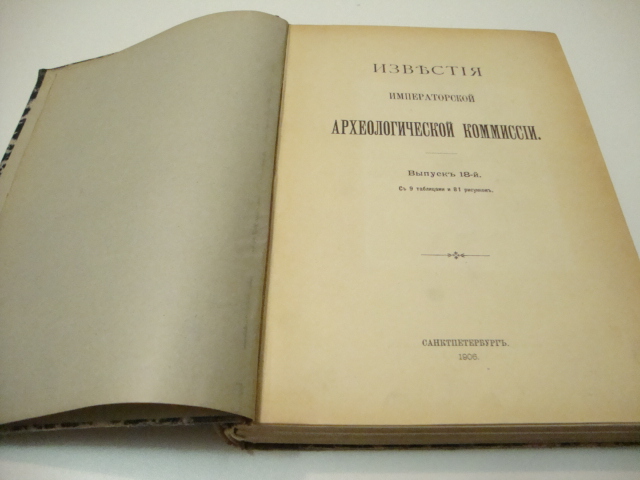 ИЗВѢСТІЯ
ИМПЕРАТОРСКОЙ
АРХЕОЛОГИЧЕСКОЙ КОММИССІИ.
Выпускъ 18-й.
Съ 9 таблицами и 61 рисункомъ.
САНКТПЕТЕРБУРГЪ.
1906.